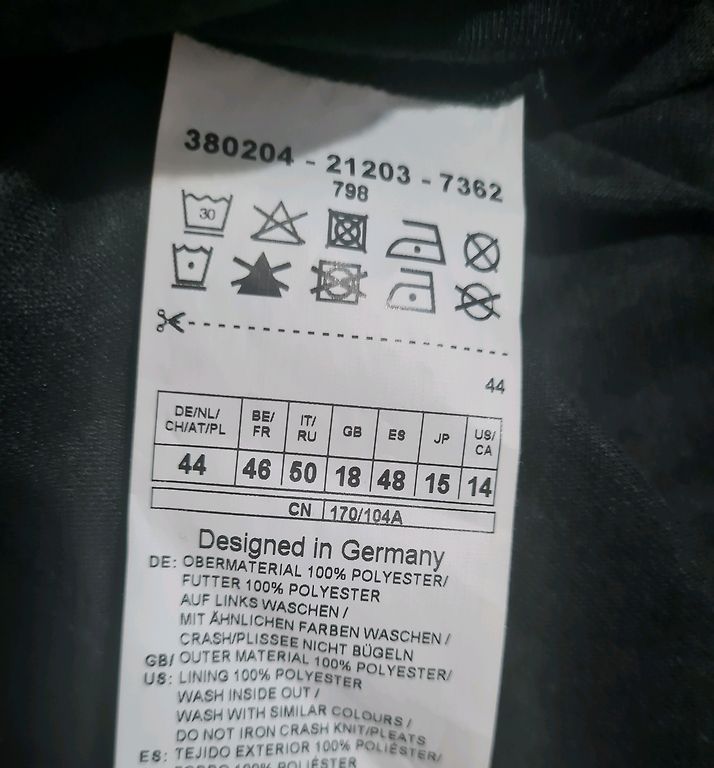 380204 - 21203 - 7362
798
30
44
DE/NL/ CH/AT/PL BE/ FR IT/ RU GB ES JP US/ CA
44 46 50 18 48 15 14
CN 170/104A
Designed in Germany
DE: OBERMATERIAL 100% POLYESTER/
FUTTER 100% POLYESTER
AUF LINKS WASCHEN /
MIT ÄHNLICHEN FARBEN WASCHEN /
CRASH/PLISSEE NICHT BÜGELN
GB/ OUTER MATERIAL 100% POLYESTER/
US: LINING 100% POLYESTER
WASH INSIDE OUT /
WASH WITH SIMILAR COLOURS /
DO NOT IRON CRASH KNIT/PLEATS
ES: TEJIDO EXTERIOR 100% POLIÉSTER/
FORRO 100% POLIÉSTER